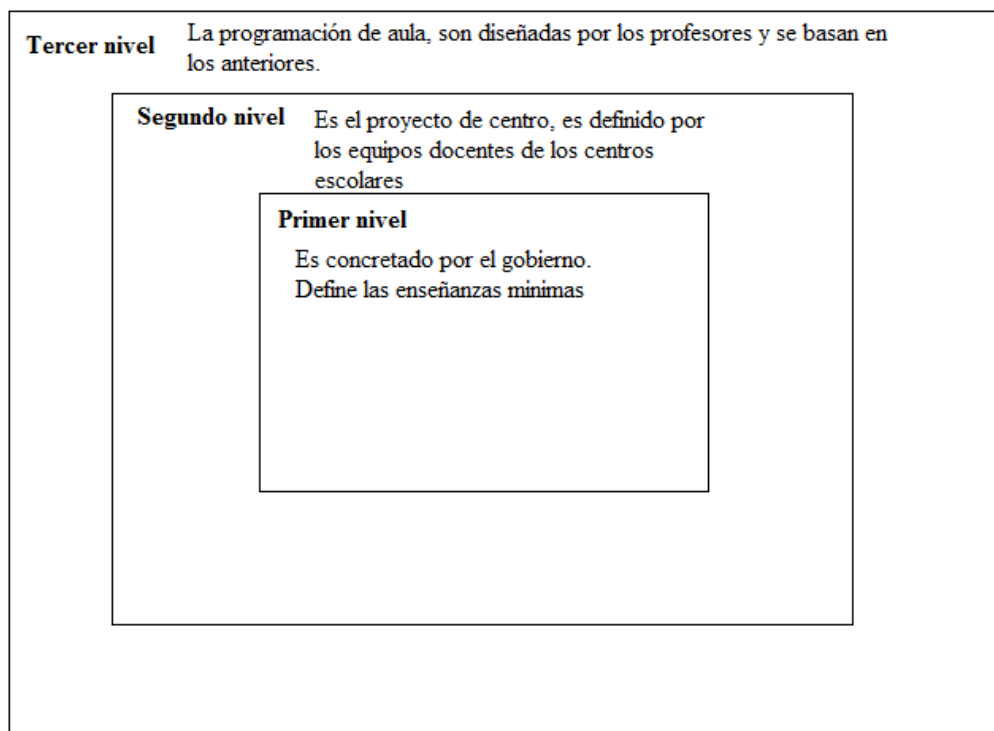 Tercer nivel La programación de aula, son diseñadas por los profesores y se basan en
los anteriores.
Segundo nivel Es el proyecto de centro, es definido por
los equipos docentes de los centros
escolares
Primer nivel
Es concretado por el gobierno.
Define las enseñanzas minimas